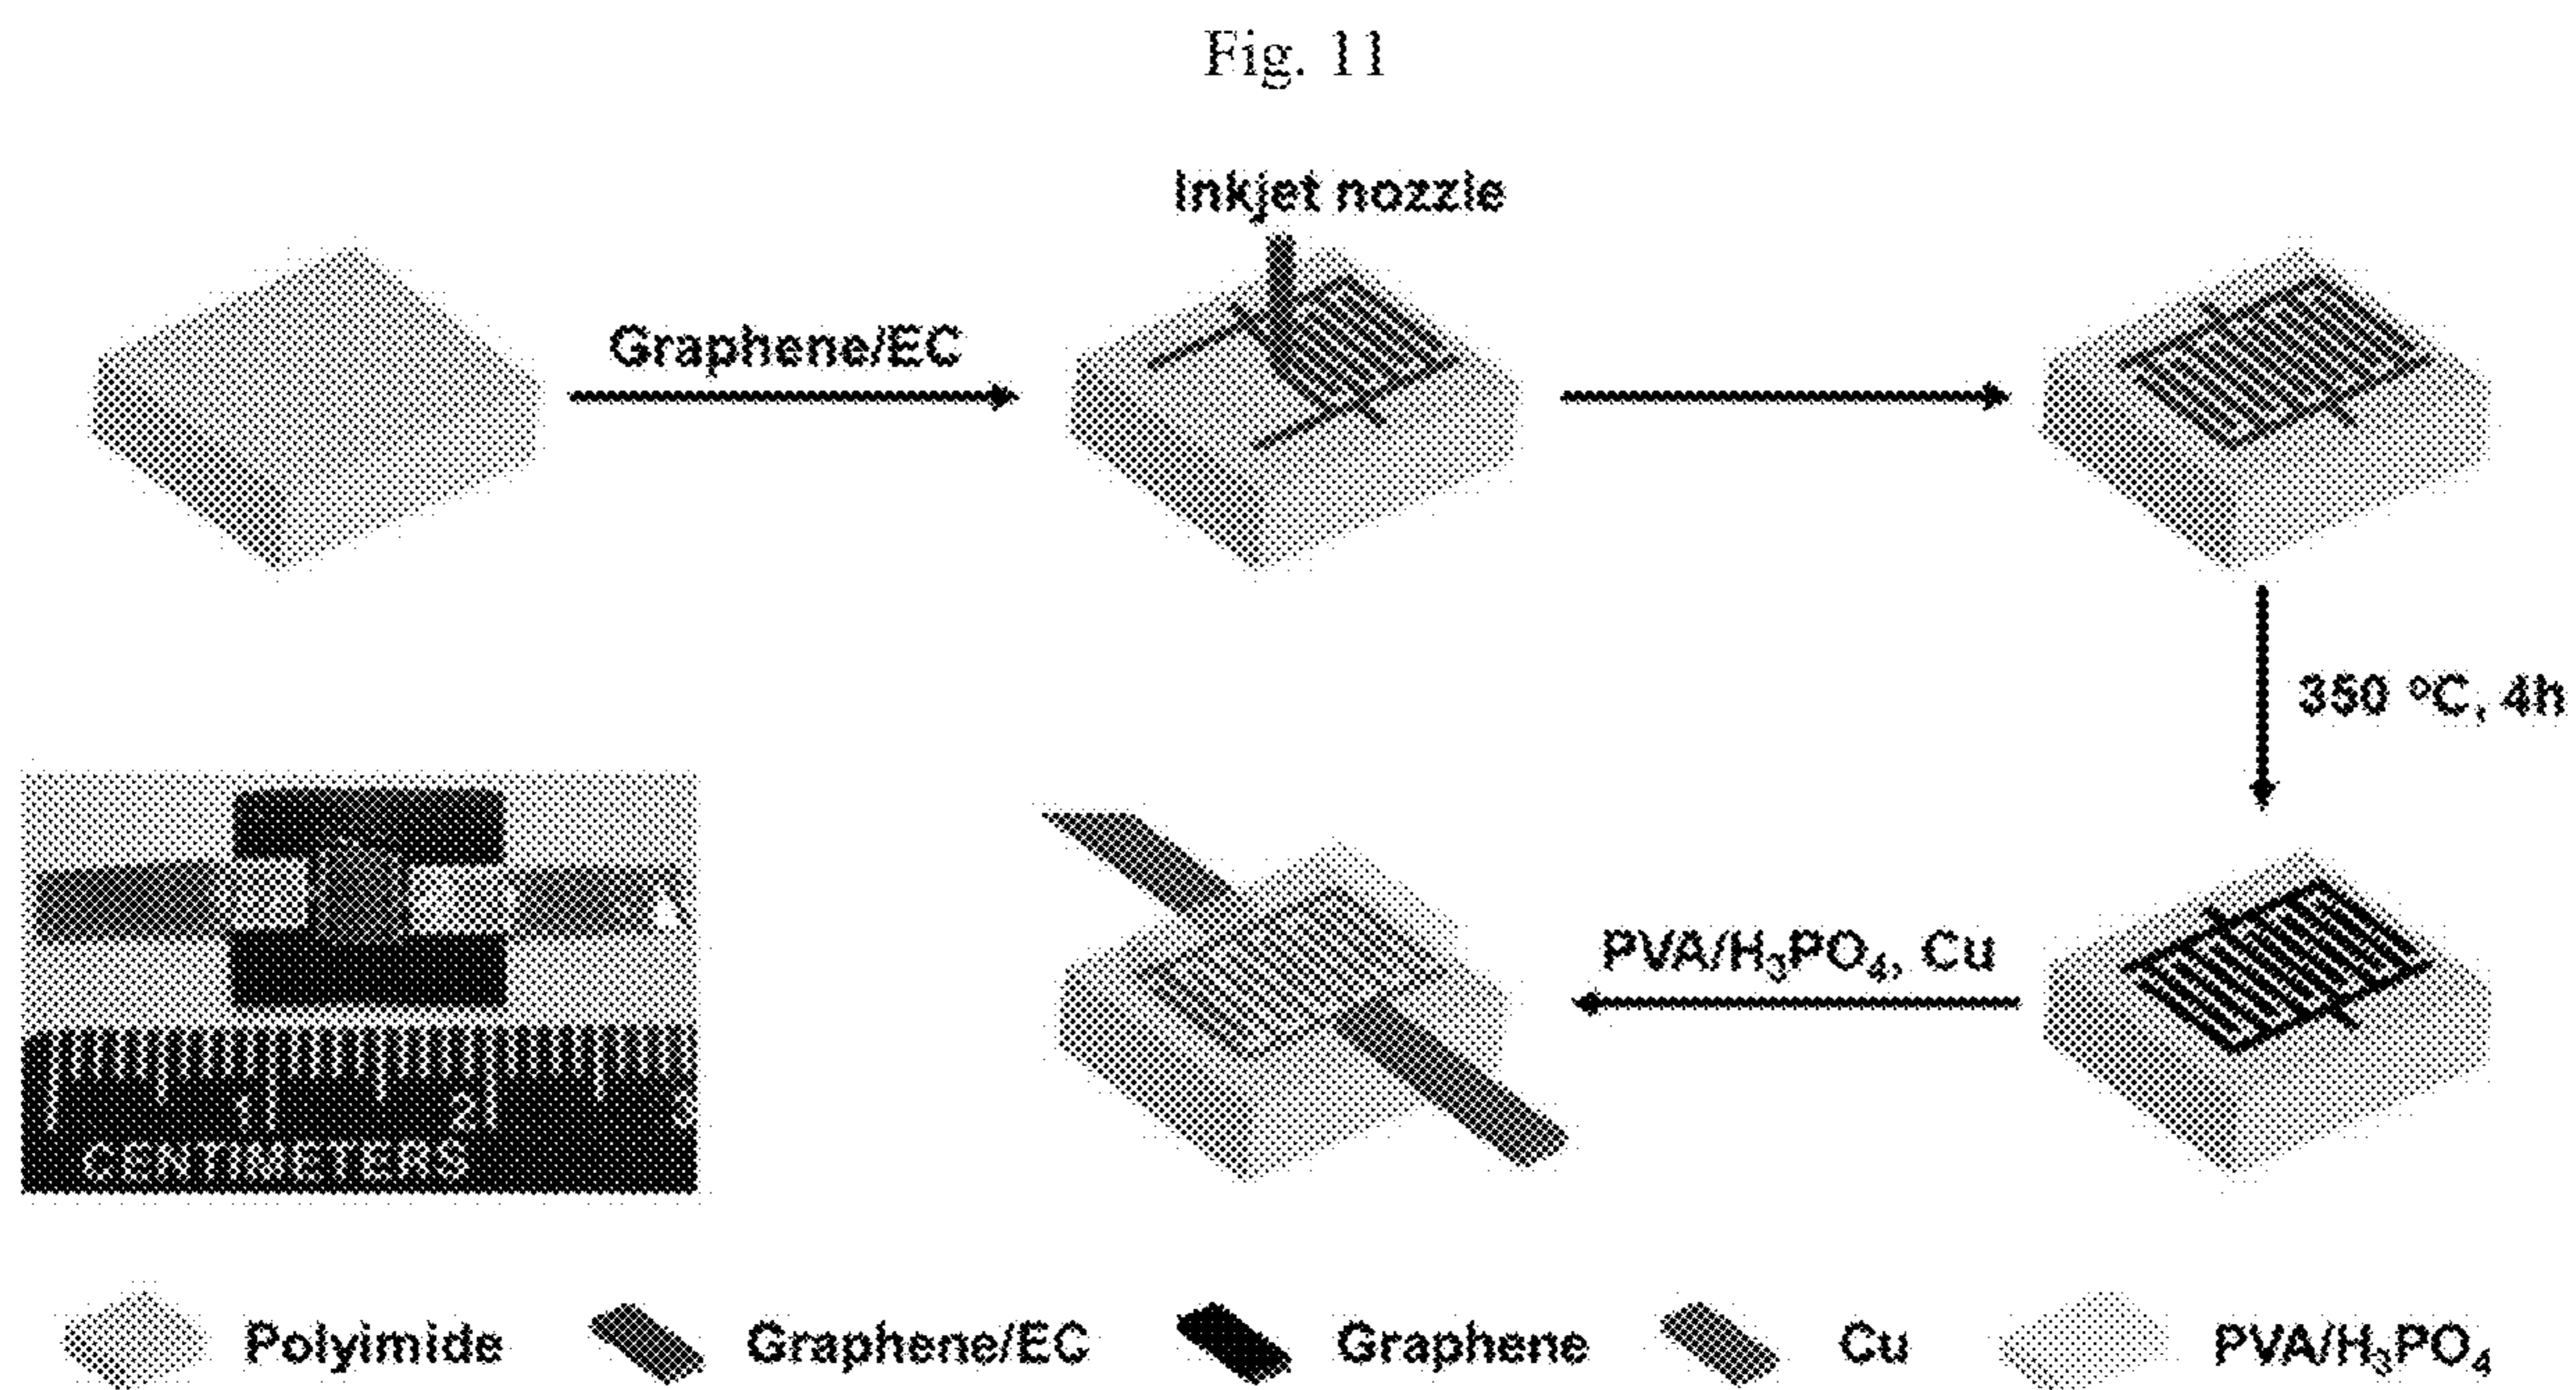 Fig. 11
Inkjet nozzle
Graphene/EC
350 °C, 4h
PVA/H₃PO₄, Cu
1 2 3
CENTIMETERS
Polyimide Graphene/EC Graphene Cu PVA/H₃PO₄